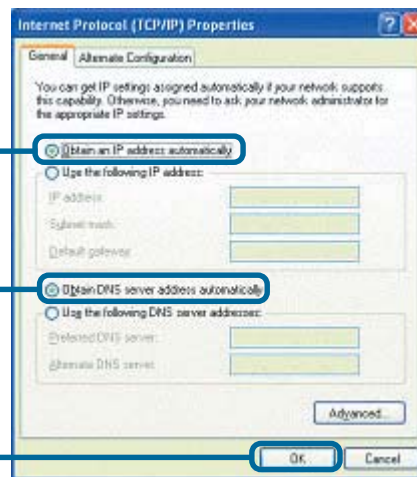 Internet Protocol (TCP/IP) Properties
General
Alternate Configuration
You can get IP settings assigned automatically if your network supports
this capability. Otherwise, you need to ask your network administrator for
the appropriate IP settings.
Obtain an IP address automatically
Use the following IP address:
IP address:
Subnet mask:
Default gateway:
Obtain DNS server address automatically
Use the following DNS server addresses:
Preferred DNS server:
Alternate DNS server:
Advanced...
OK
Cancel